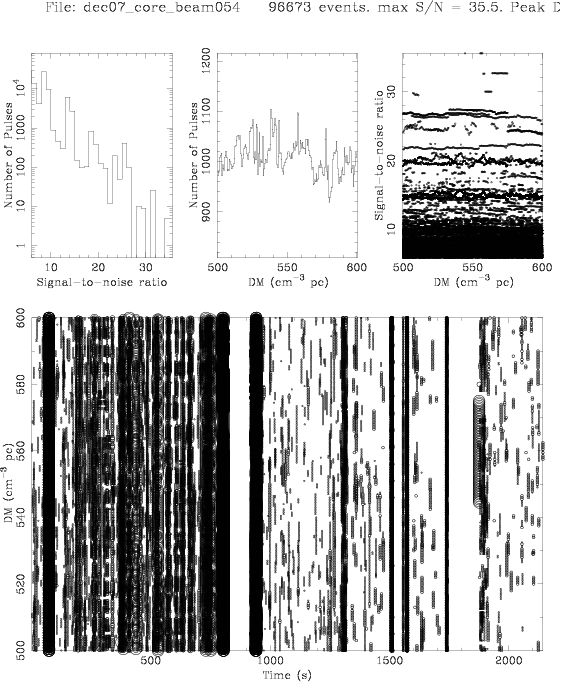 File: dec07_core_beam054 96673 events. max S/N = 35.5. Peak D
Number of Pulses
1 10 100 1000 10^4
10 20 30
Signal-to-noise ratio
Number of Pulses
900 1000 1100 1200
500 550 600
DM (cm^-3 pc)
Signal-to-noise ratio
10 20 30
500 550 600
DM (cm^-3 pc)
DM (cm^-3 pc)
500 520 540 560 580 600
500 1000 1500 2000
Time (s)